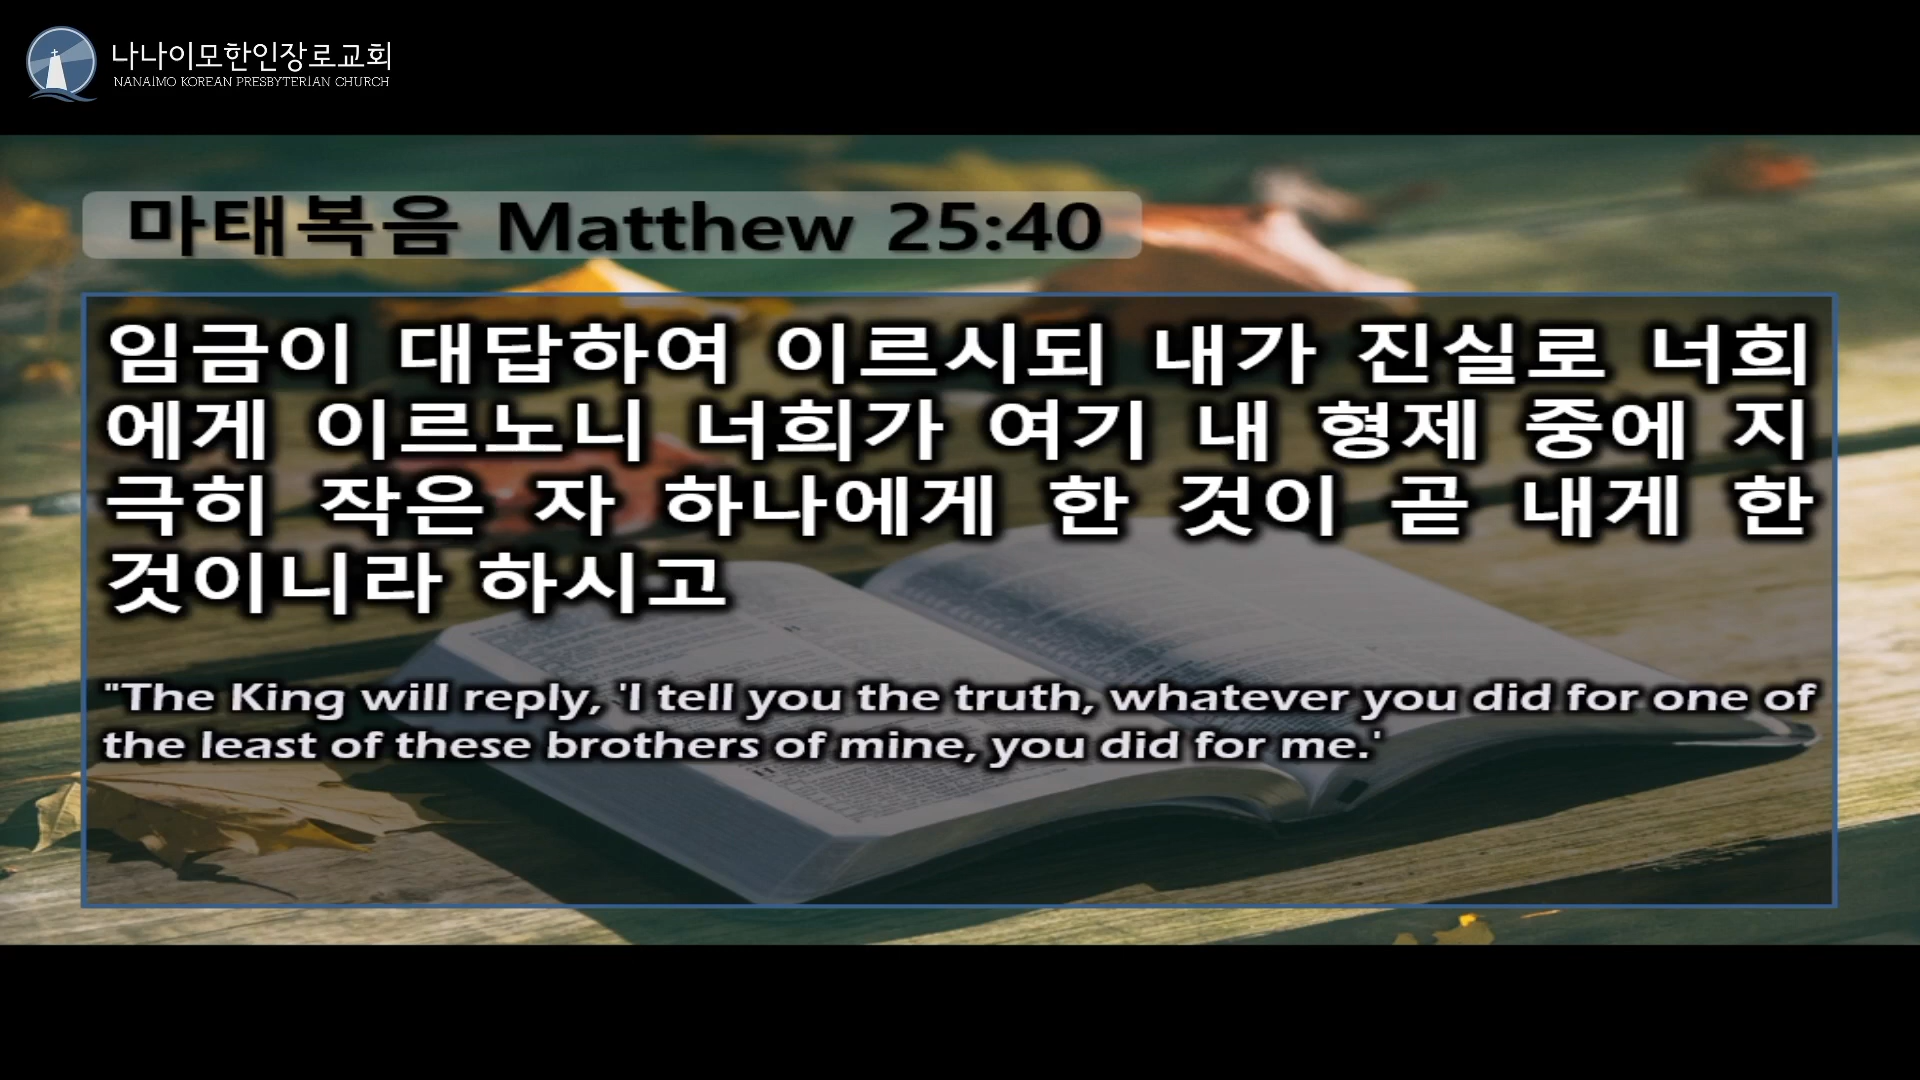 나나이모한인장로교회
NANAIMO KOREAN PRESBYTERIAN CHURCH
마태복음 Matthew 25:40
임금이 대답하여 이르시되 내가 진실로 너희
에게 이르노니 너희가 여기 내 형제 중에 지
극히 작은 자 하나에게 한 것이 곧 내게 한
것이니라 하시고
"The King will reply, 'I tell you the truth, whatever you did for one of
the least of these brothers of mine, you did for me.'